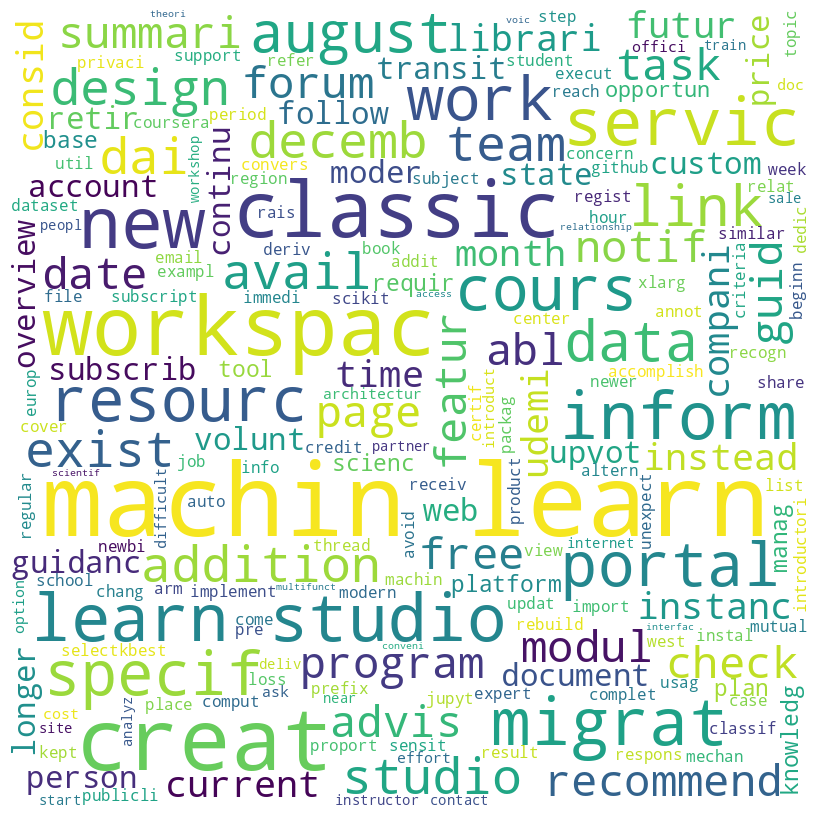 theori voic step
summari august librari futur topic
consid privaci support refer student offici train
design forum transit execut task price doc
work reach opportun servic
retir coursera period follow decemb team concern
base dai convers continu moder state github custom week
util workshop region subject regist relat sale
account classic link
dataset new rais hour similar dedic
peopl deriv book relationship month notif guid
overview date email exampl avail addit requir xlarg compani criteria beginn
file subscript immedi scikit access cours
workspac center annot
abl data recogn
subscrib tool time featur newer accomplish share
europ resourc architectur page certif introduct packag udemi inform
cover exist volunt credit partner upvot instead
scientif job info scienc receiv product altern list
regular machin learn unexpect manag
difficult auto avoid web
guidanc newbi addition thread free view internet portal introductori
school chang arm implement multifunct machin modern platform instanc
option learn studio updat import mutual
come pre rebuild west instal
selectkbest deliv conveni interfac modul check
specif loss ask program document usag plan
longer place comput prefix jupyt expert complet case
cost creat near advis migrat knowledg
site analyz proport sensit effort result respons mechan classif
kept person current studio recommend
start publicli instructor contact